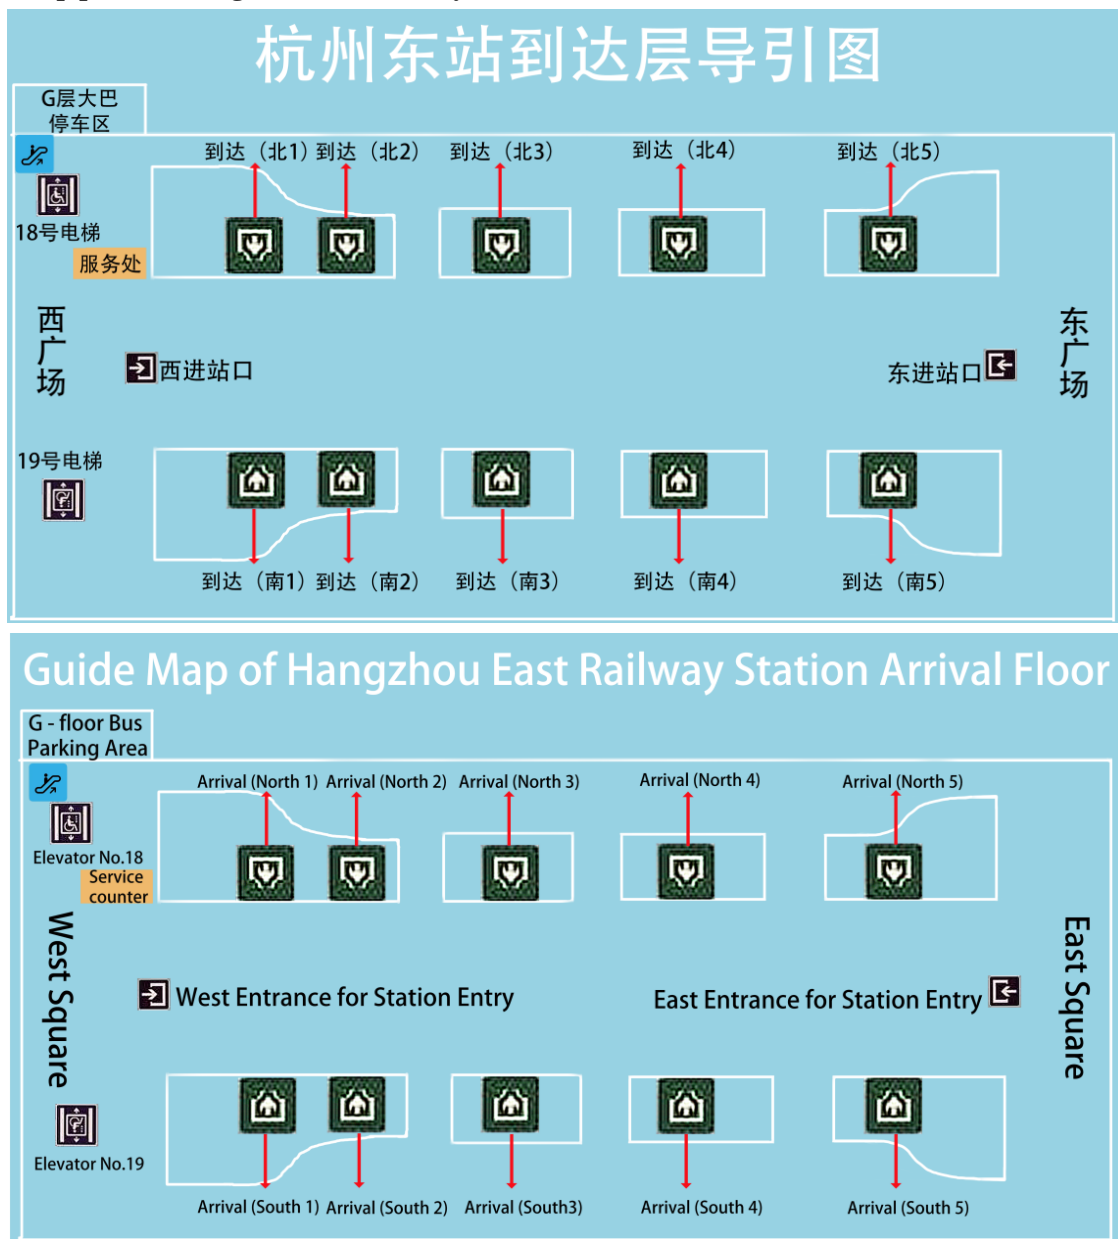 杭州东站到达层导引图
G层大巴
停车区
到达（北1）
到达（北2）
到达（北3）
到达（北4）
到达（北5）
18号电梯
服务处
西广场
东广场
西进站口
东进站口
19号电梯
到达（南1）
到达（南2）
到达（南3）
到达（南4）
到达（南5）
Guide Map of Hangzhou East Railway Station Arrival Floor
G - floor Bus
Parking Area
Arrival (North 1)
Arrival (North 2)
Arrival (North 3)
Arrival (North 4)
Arrival (North 5)
Elevator No.18
Service
counter
West Square
East Square
West Entrance for Station Entry
East Entrance for Station Entry
Elevator No.19
Arrival (South 1)
Arrival (South 2)
Arrival (South3)
Arrival (South 4)
Arrival (South 5)